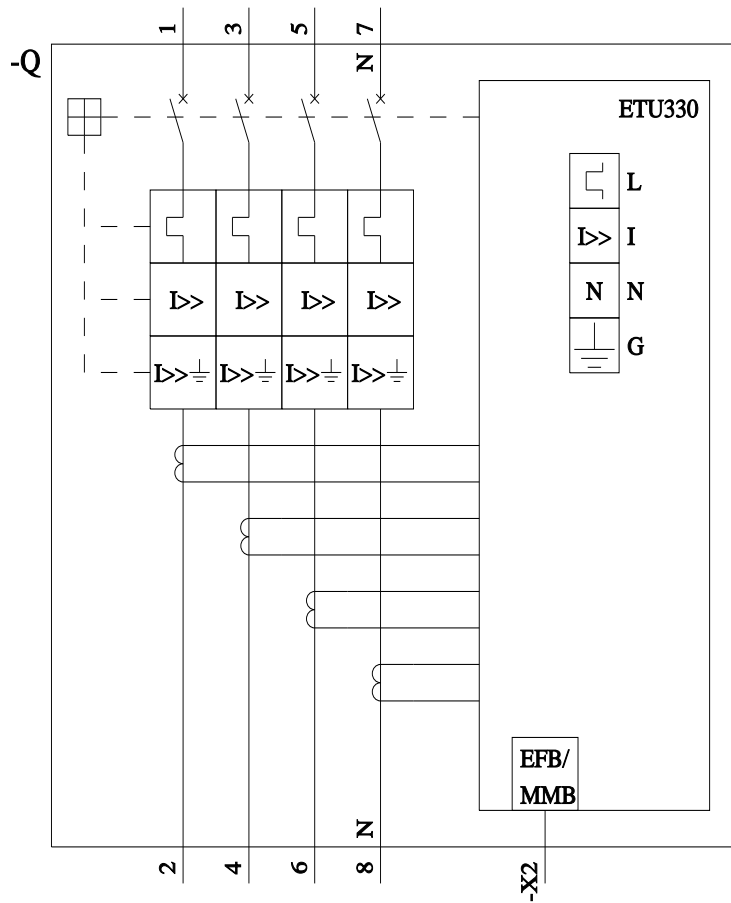 1 3 5 7
-Q
N
ETU330
L
I>> I
N N
G
I>> I>> I>> I>>
I>> I>> I>> I>>
EFB/
MMB
N
2 4 6 8
-X2